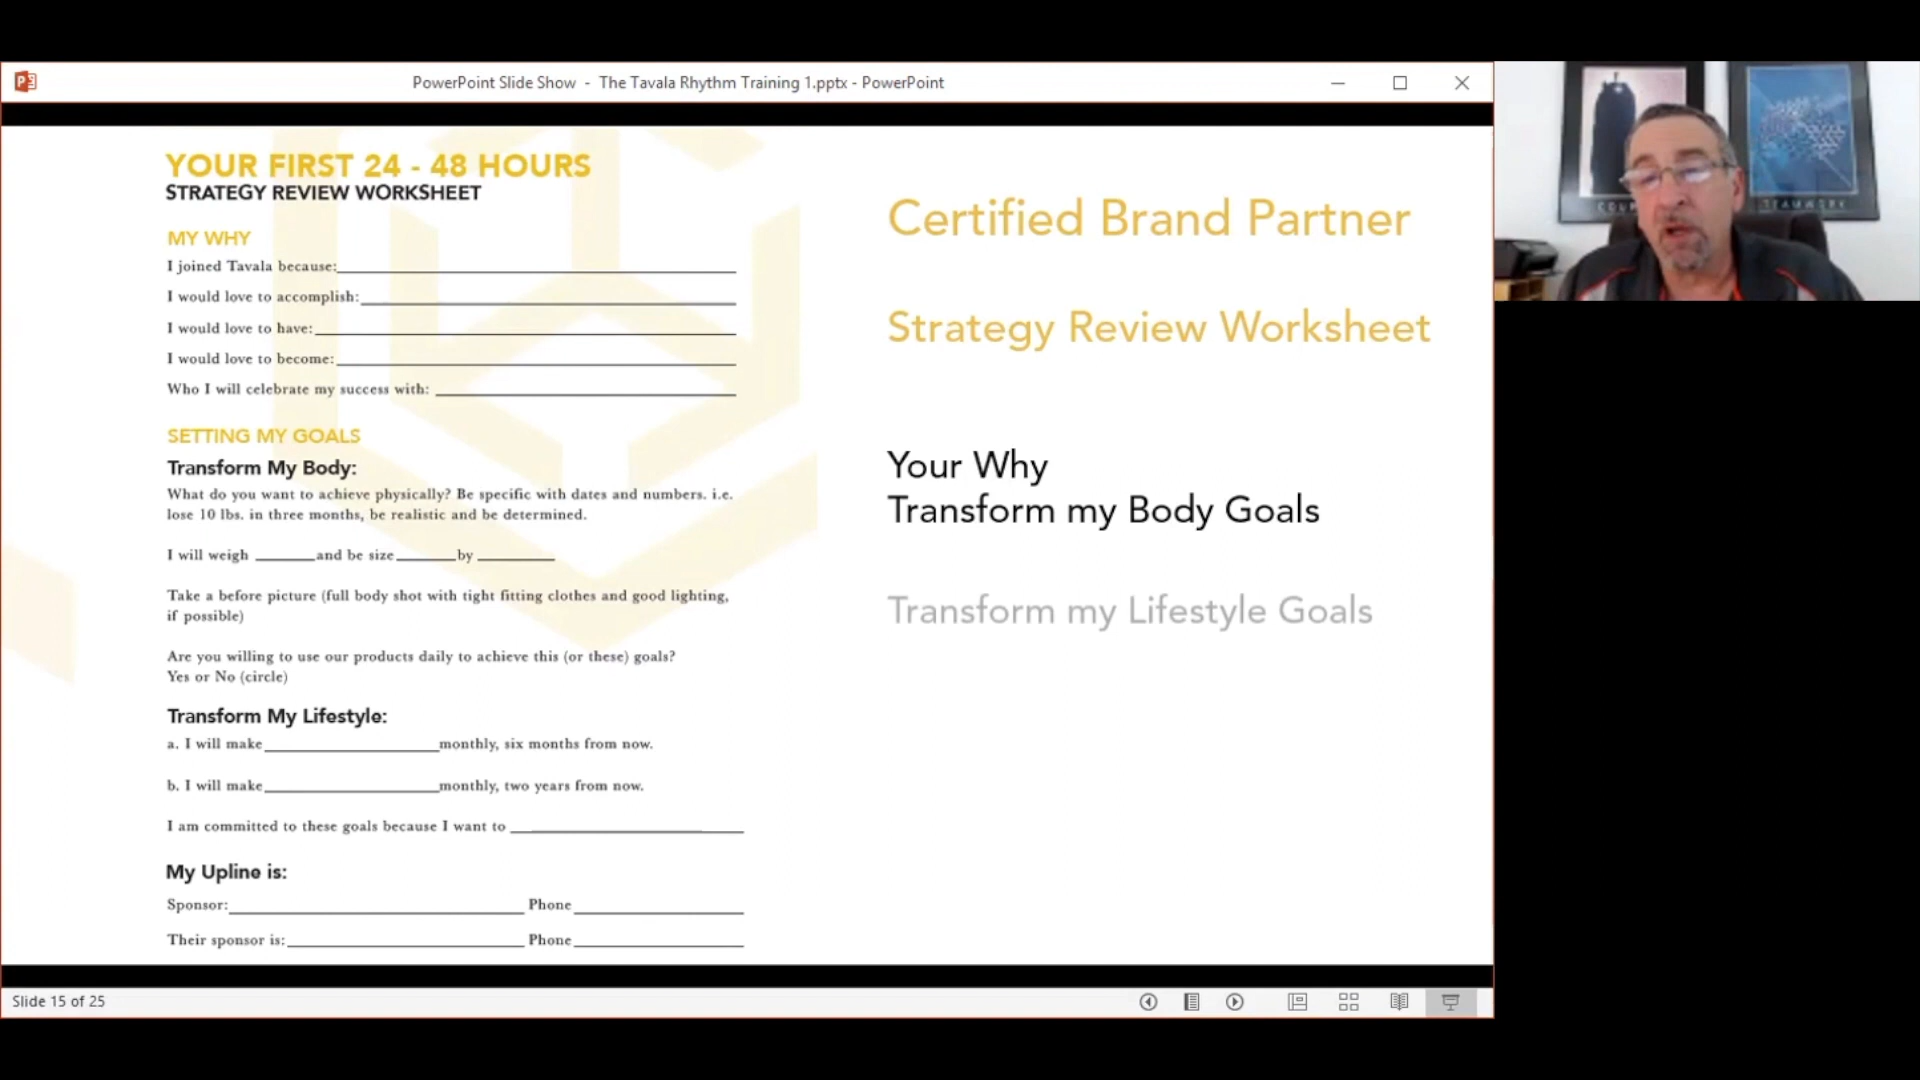 PowerPoint Slide Show - The Tavala Rhythm Training 1.pptx - PowerPoint
YOUR FIRST 24 - 48 HOURS
STRATEGY REVIEW WORKSHEET
MY WHY
I joined Tavala because:
I would love to accomplish:
I would love to have:
I would love to become:
Who I will celebrate my success with:
SETTING MY GOALS
Transform My Body:
What do you want to achieve physically? Be specific with dates and numbers. i.e.
lose 10 lbs. in three months, be realistic and be determined.
I will weigh ______and be size______by ________
Take a before picture (full body shot with tight fitting clothes and good lighting,
if possible)
Are you willing to use our products daily to achieve this (or these) goals?
Yes or No (circle)
Transform My Lifestyle:
a. I will make__________________monthly, six months from now.
b. I will make__________________monthly, two years from now.
I am committed to these goals because I want to
My Upline is:
Sponsor:______________________________ Phone
Their sponsor is:________________________ Phone
Certified Brand Partner
Strategy Review Worksheet
Your Why
Transform my Body Goals
Transform my Lifestyle Goals
TEAMWORK
Slide 15 of 25